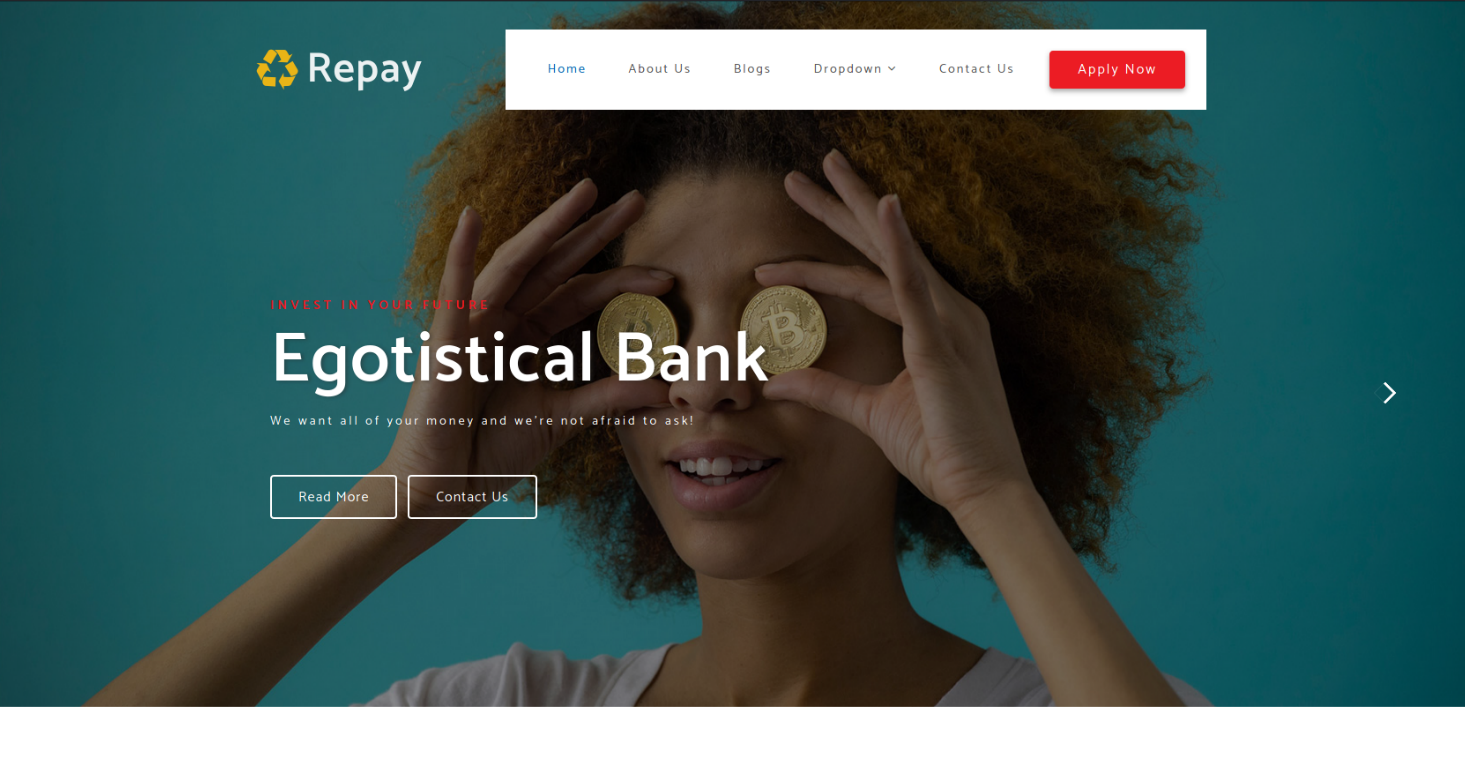 Repay
Home About Us Blogs Dropdown Contact Us Apply Now
INVEST IN YOUR FUTURE
Egotistical Bank
We want all of your money and we're not afraid to ask!
Read More Contact Us